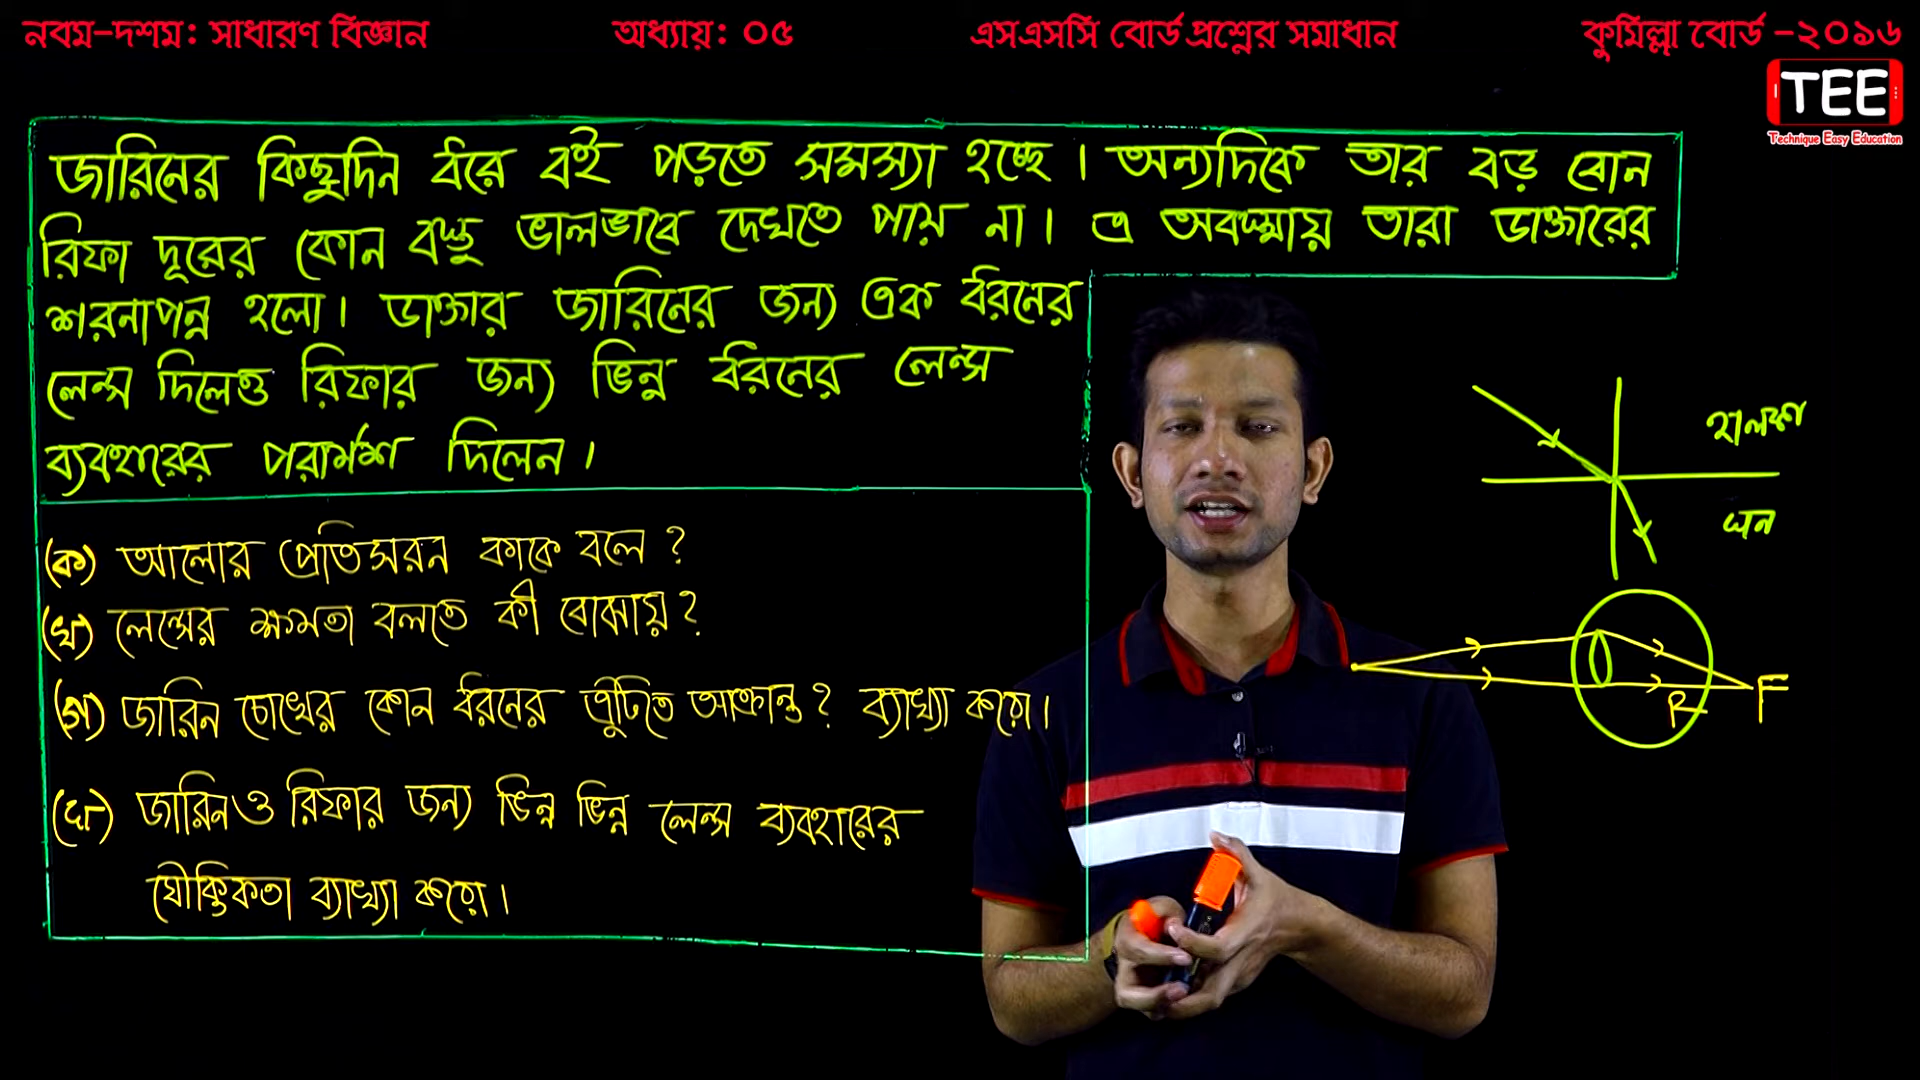 নবম-দশম: সাধারণ বিজ্ঞান
অধ্যায়: ০৫
এসএসসি বোর্ড প্রশ্নের সমাধান
কুমিল্লা বোর্ড -২০১৬
TEE
Technique Easy Education
জারিনের কিছুদিন ধরে বই পড়তে সমস্যা হচ্ছে। অন্যদিকে তার বড় বোন
রিফা দূরের কোন বস্তু ভালভাবে দেখতে পায় না। এ অবস্থায় তারা ডাক্তারের
শরনাপন্ন হলো। ডাক্তার জারিনের জন্য এক ধরনের
লেন্স দিলেও রিফার জন্য ভিন্ন ধরনের লেন্স
ব্যবহারের পরামর্শ দিলেন।
(ক) আলোর প্রতিসরন কাকে বলে?
(খ) লেন্সের ক্ষমতা বলতে কী বোঝায়?
(গ) জারিন চোখের কোন ধরনের ত্রুটিতে আক্রান্ত? ব্যাখ্যা করো।
(ঘ) জারিন ও রিফার জন্য ভিন্ন ভিন্ন লেন্স ব্যবহারের
যৌক্তিকতা ব্যাখ্যা করো।
হালকা
ঘন
R F